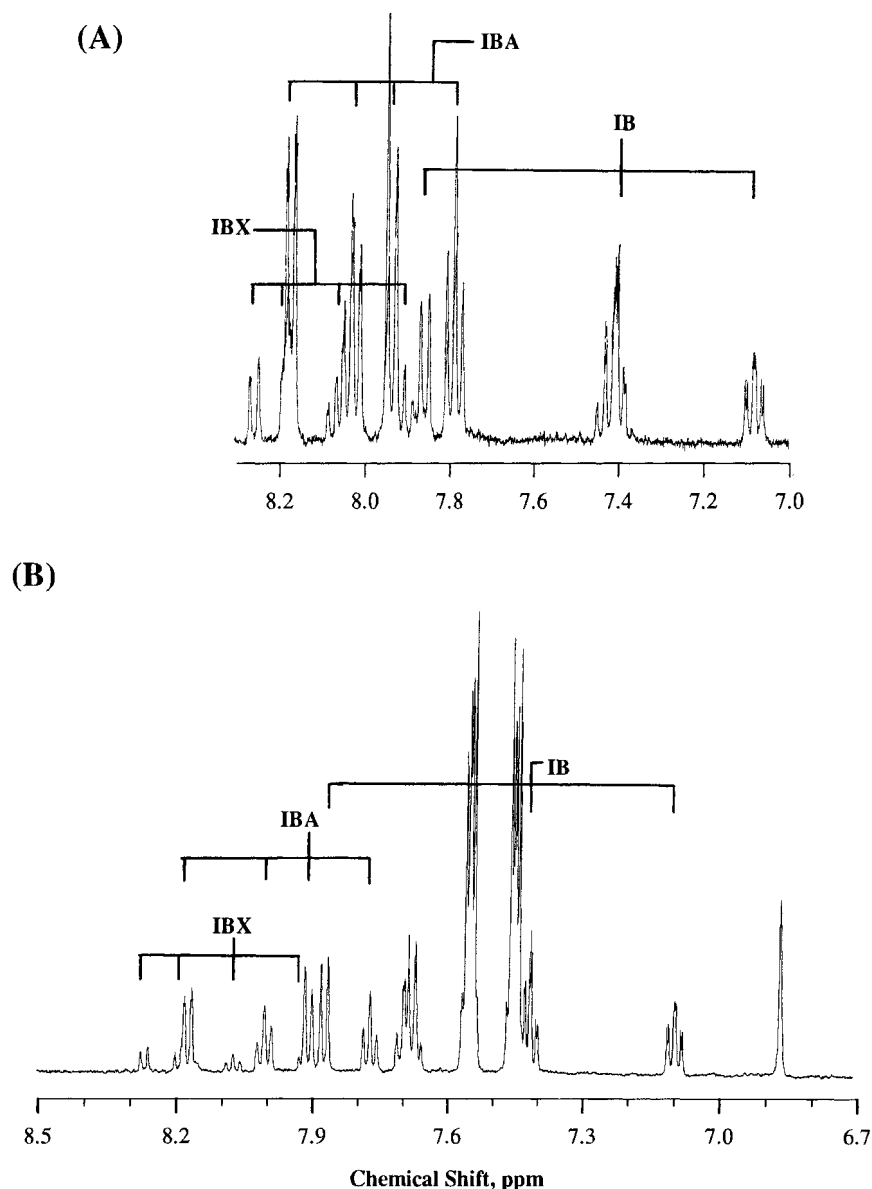 (A)
IBA
IB
IBX
8.2 8.0 7.8 7.6 7.4 7.2 7.0
(B)
IB
IBA
IBX
8.5 8.2 7.9 7.6 7.3 7.0 6.7
Chemical Shift, ppm